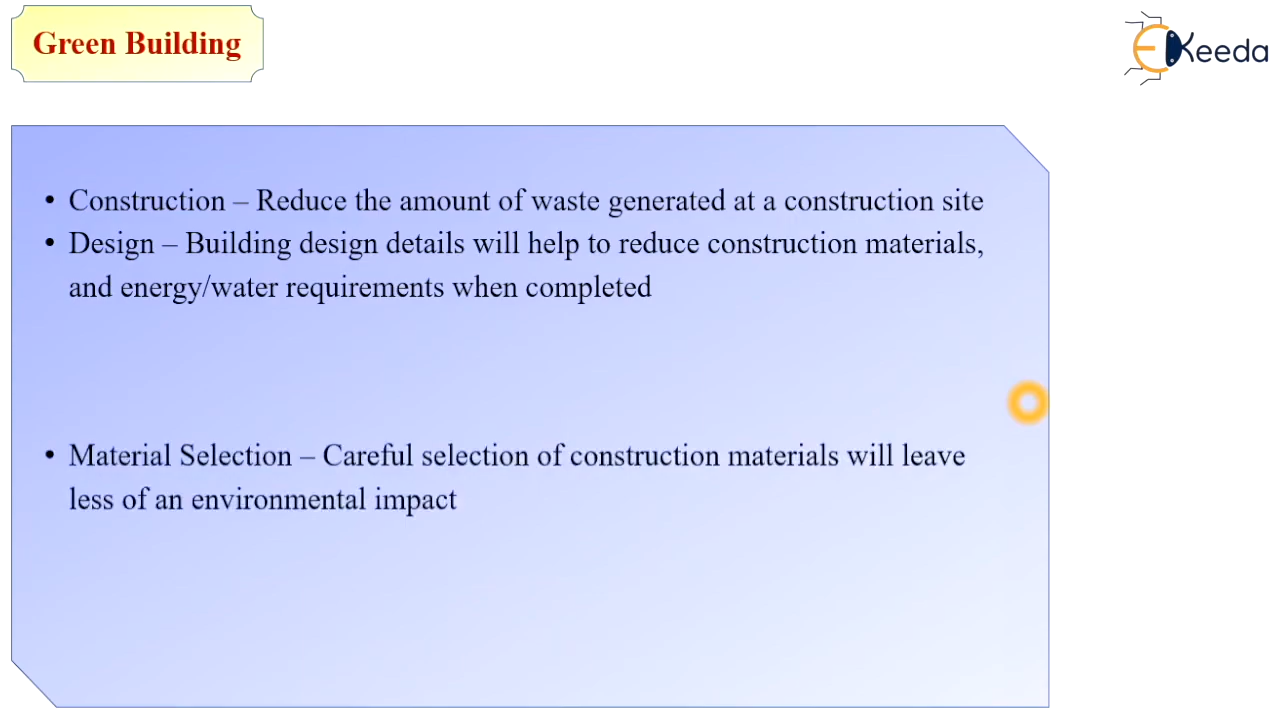 Green Building
EKeeda
• Construction – Reduce the amount of waste generated at a construction site
• Design – Building design details will help to reduce construction materials,
and energy/water requirements when completed
• Material Selection – Careful selection of construction materials will leave
less of an environmental impact